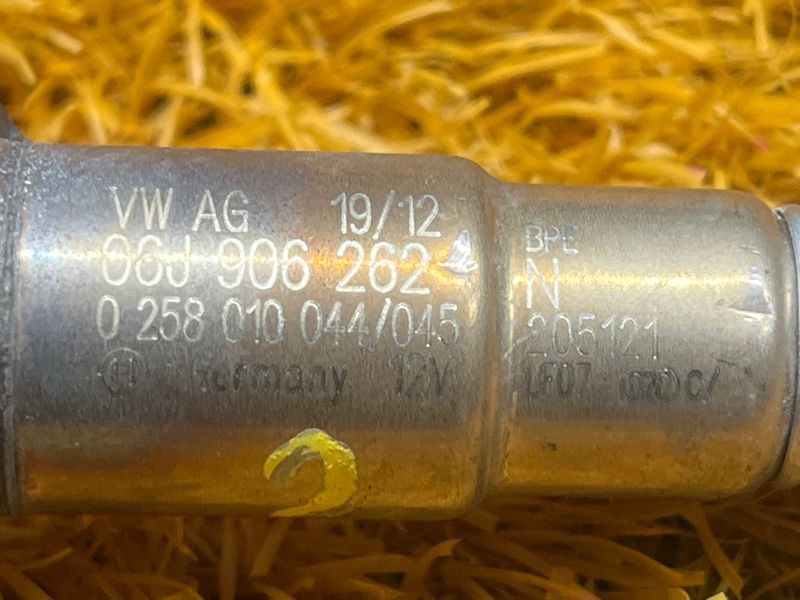 VW AG 19/12
06J 906 262
0 258 010 044/045
H Germany 12V
BPE
N
205121
LF07